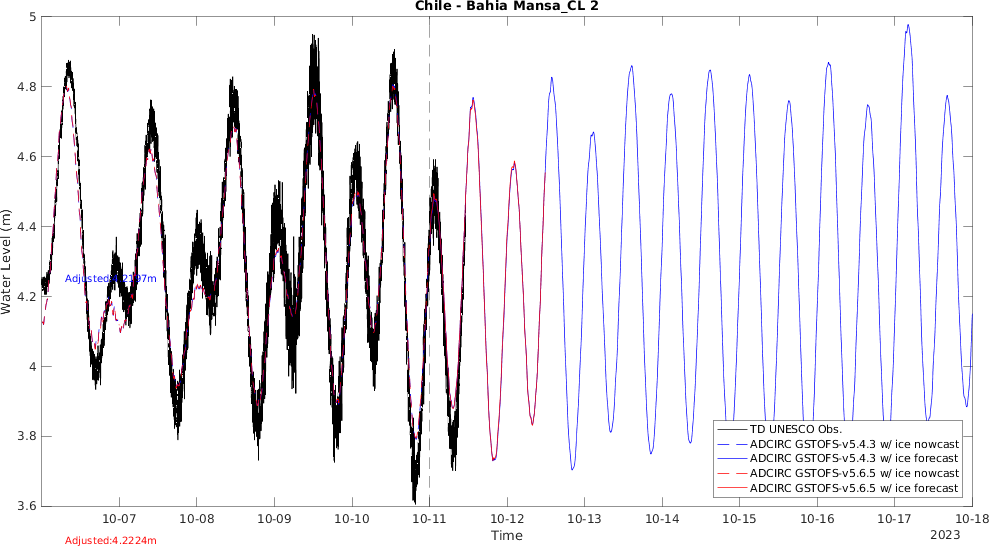 Chile - Bahia Mansa_CL 2
5
4.8
4.6
4.4
4.2
4
3.8
3.6
Water Level (m)
Adjusted:4.2197m
TD UNESCO Obs.
ADCIRC GSTOFS-v5.4.3 w/ ice nowcast
ADCIRC GSTOFS-v5.4.3 w/ ice forecast
ADCIRC GSTOFS-v5.6.5 w/ ice nowcast
ADCIRC GSTOFS-v5.6.5 w/ ice forecast
10-07 10-08 10-09 10-10 10-11 10-12 10-13 10-14 10-15 10-16 10-17 10-18
Time
2023
Adjusted:4.2224m